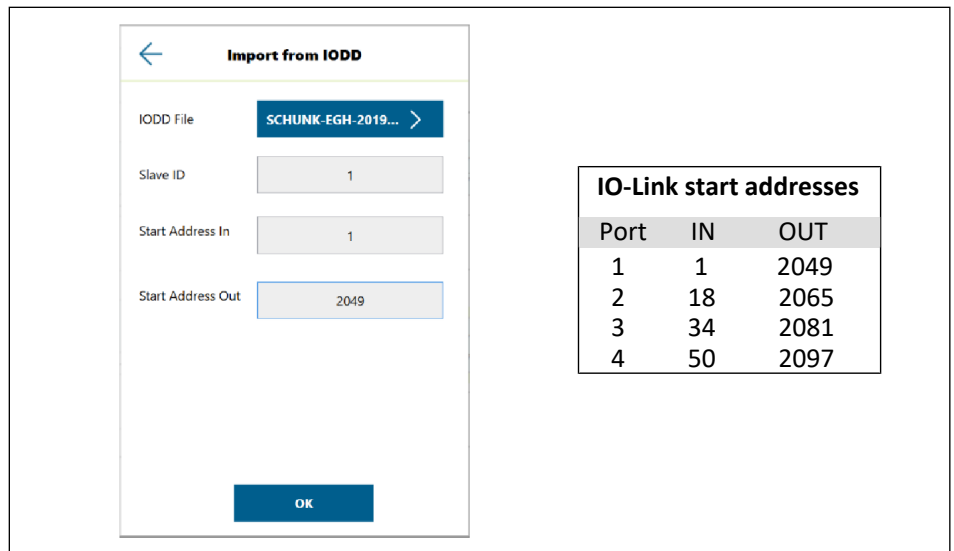 Import from IODD
IODD File
SCHUNK-EGH-2019...
Slave ID
1
Start Address In
1
Start Address Out
2049
OK
IO-Link start addresses
Port IN OUT
1 1 2049
2 18 2065
3 34 2081
4 50 2097